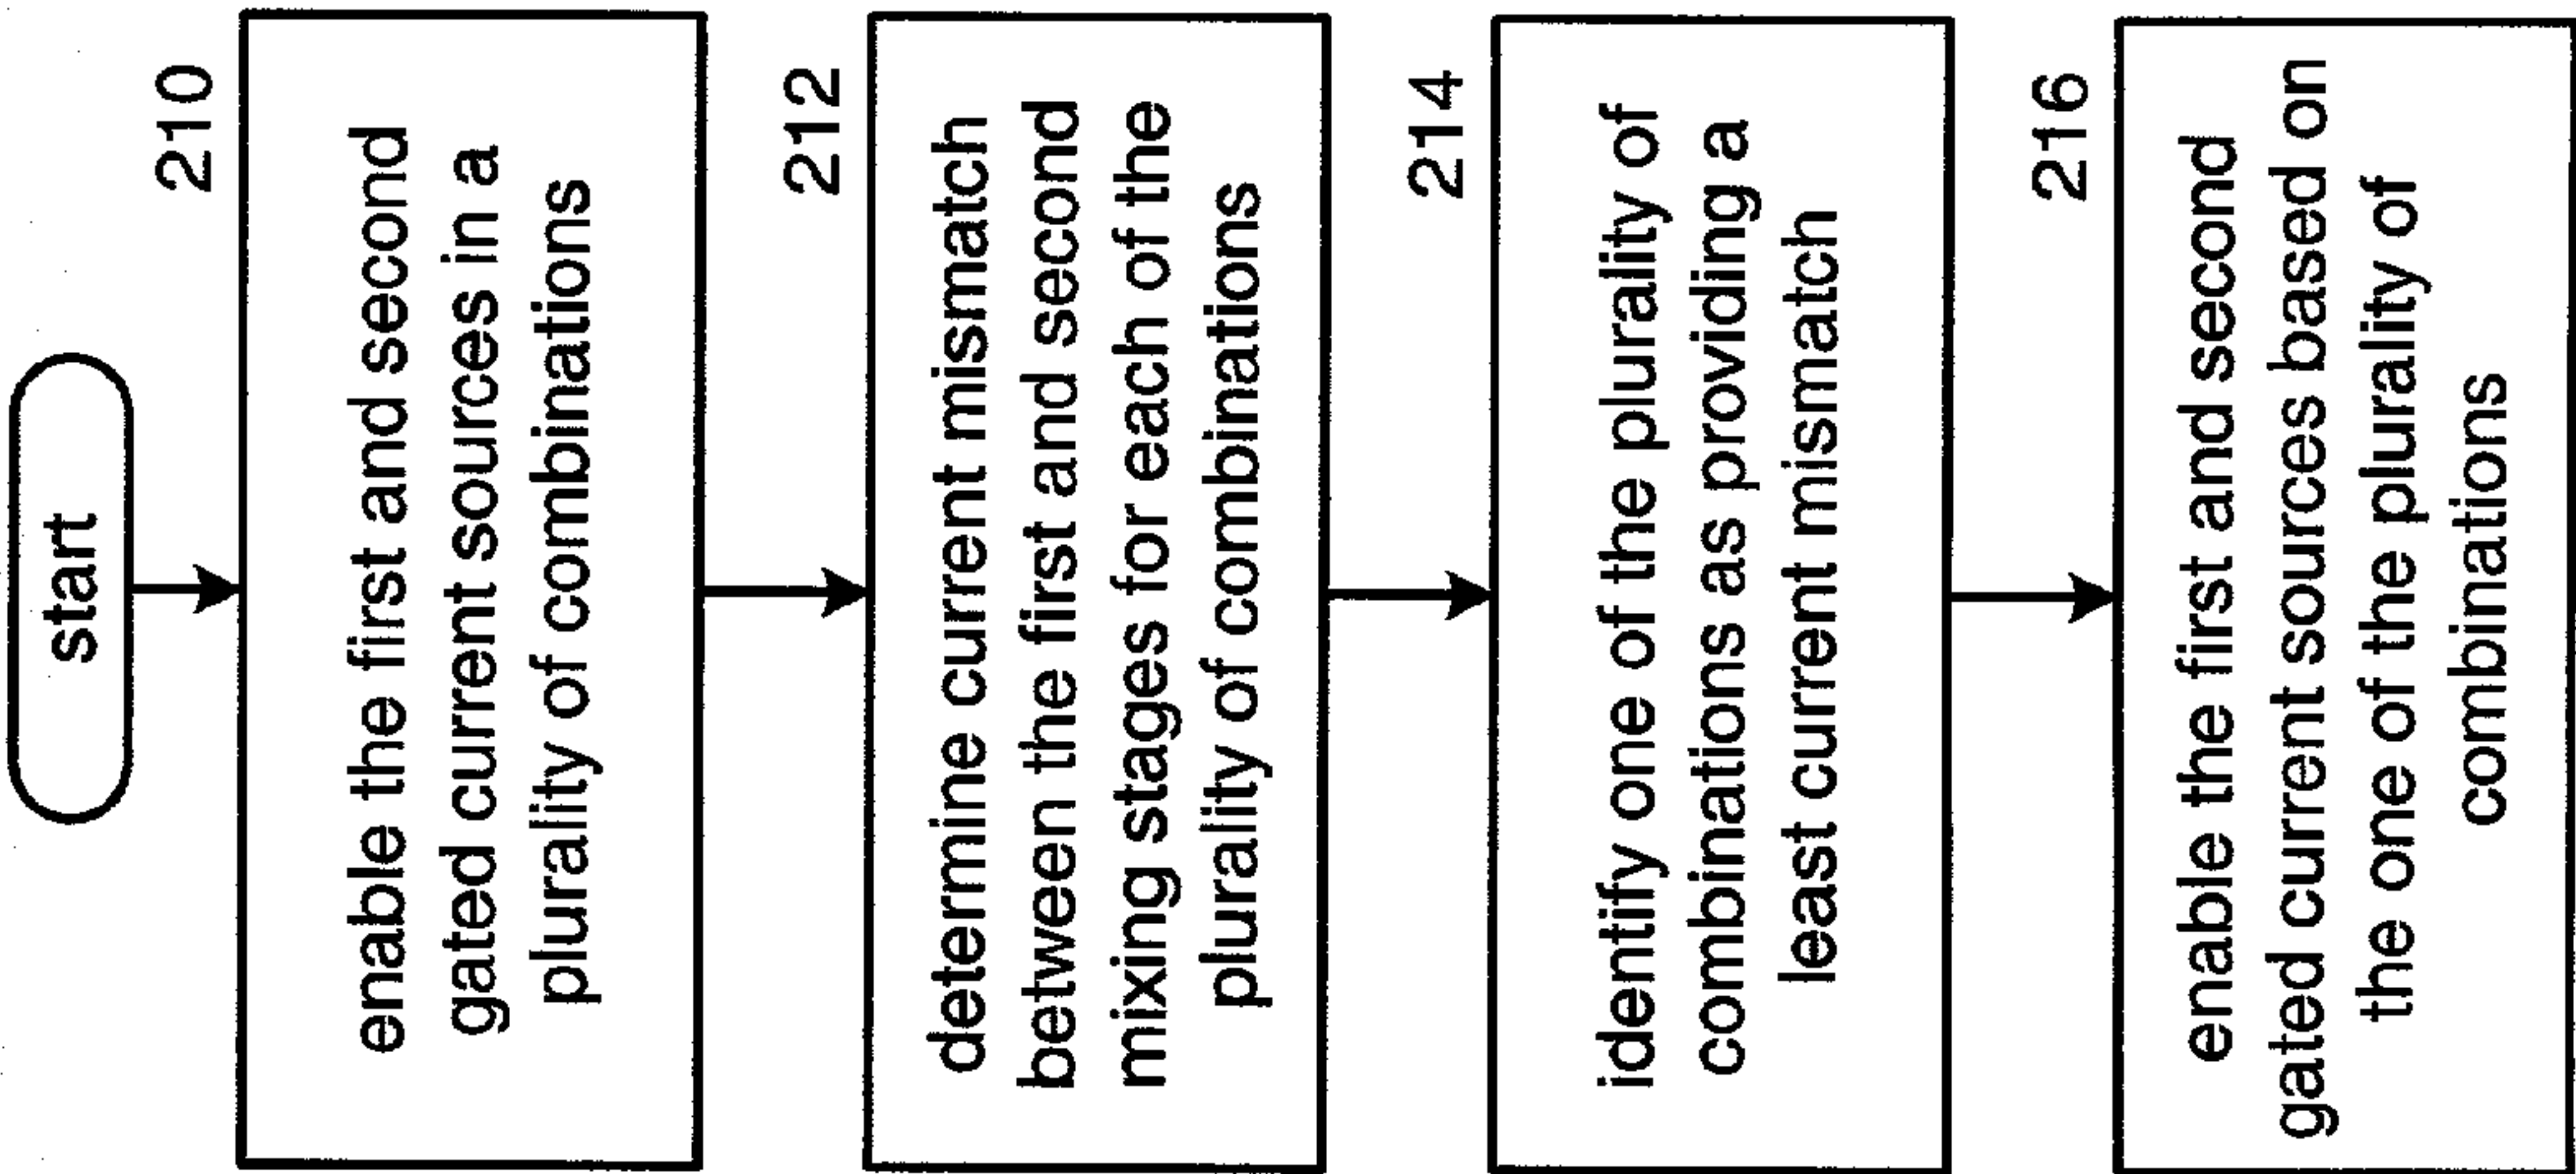 start
210
enable the first and second
gated current sources in a
plurality of combinations
212
determine current mismatch
between the first and second
mixing stages for each of the
plurality of combinations
214
identify one of the plurality of
combinations as providing a
least current mismatch
216
enable the first and second
gated current sources based on
the one of the plurality of
combinations